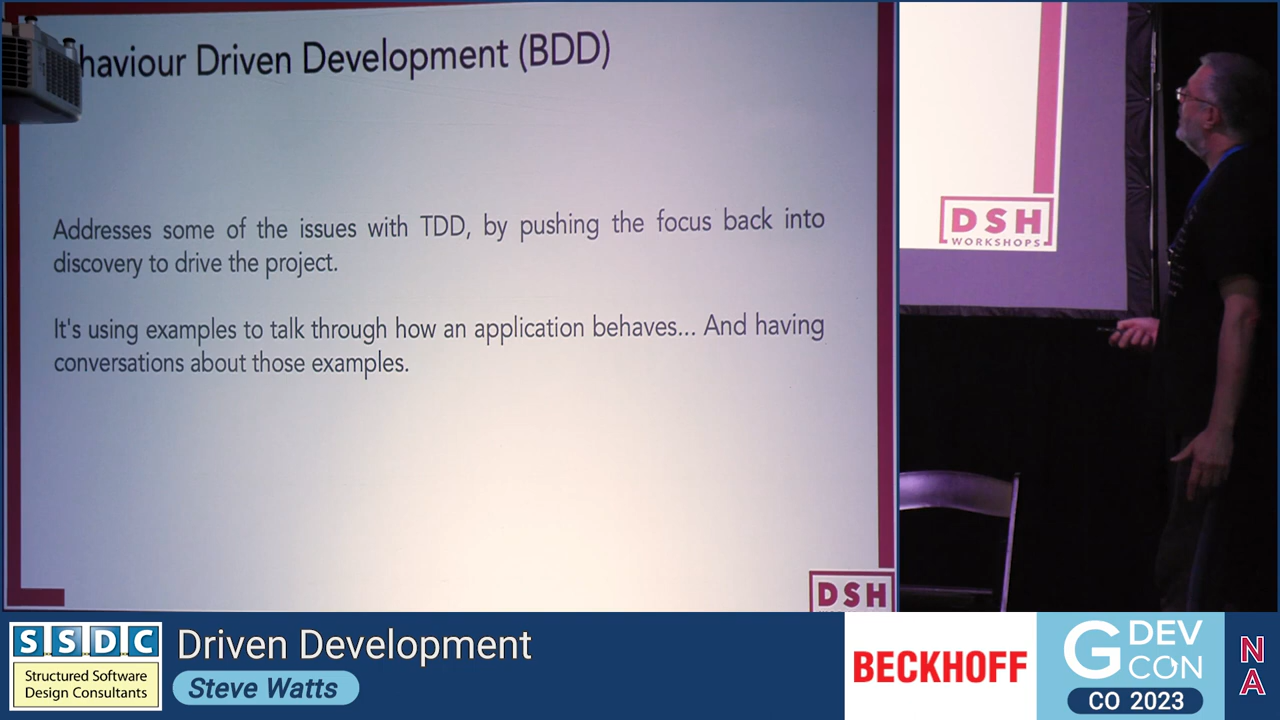 haviour Driven Development (BDD)
Addresses some of the issues with TDD, by pushing the focus back into
discovery to drive the project.
It's using examples to talk through how an application behaves... And having
conversations about those examples.
DSH
DSH
WORKSHOPS
SSDC
Structured Software
Design Consultants
Driven Development
Steve Watts
BECKHOFF
G DEV
CON
CO 2023
N
A